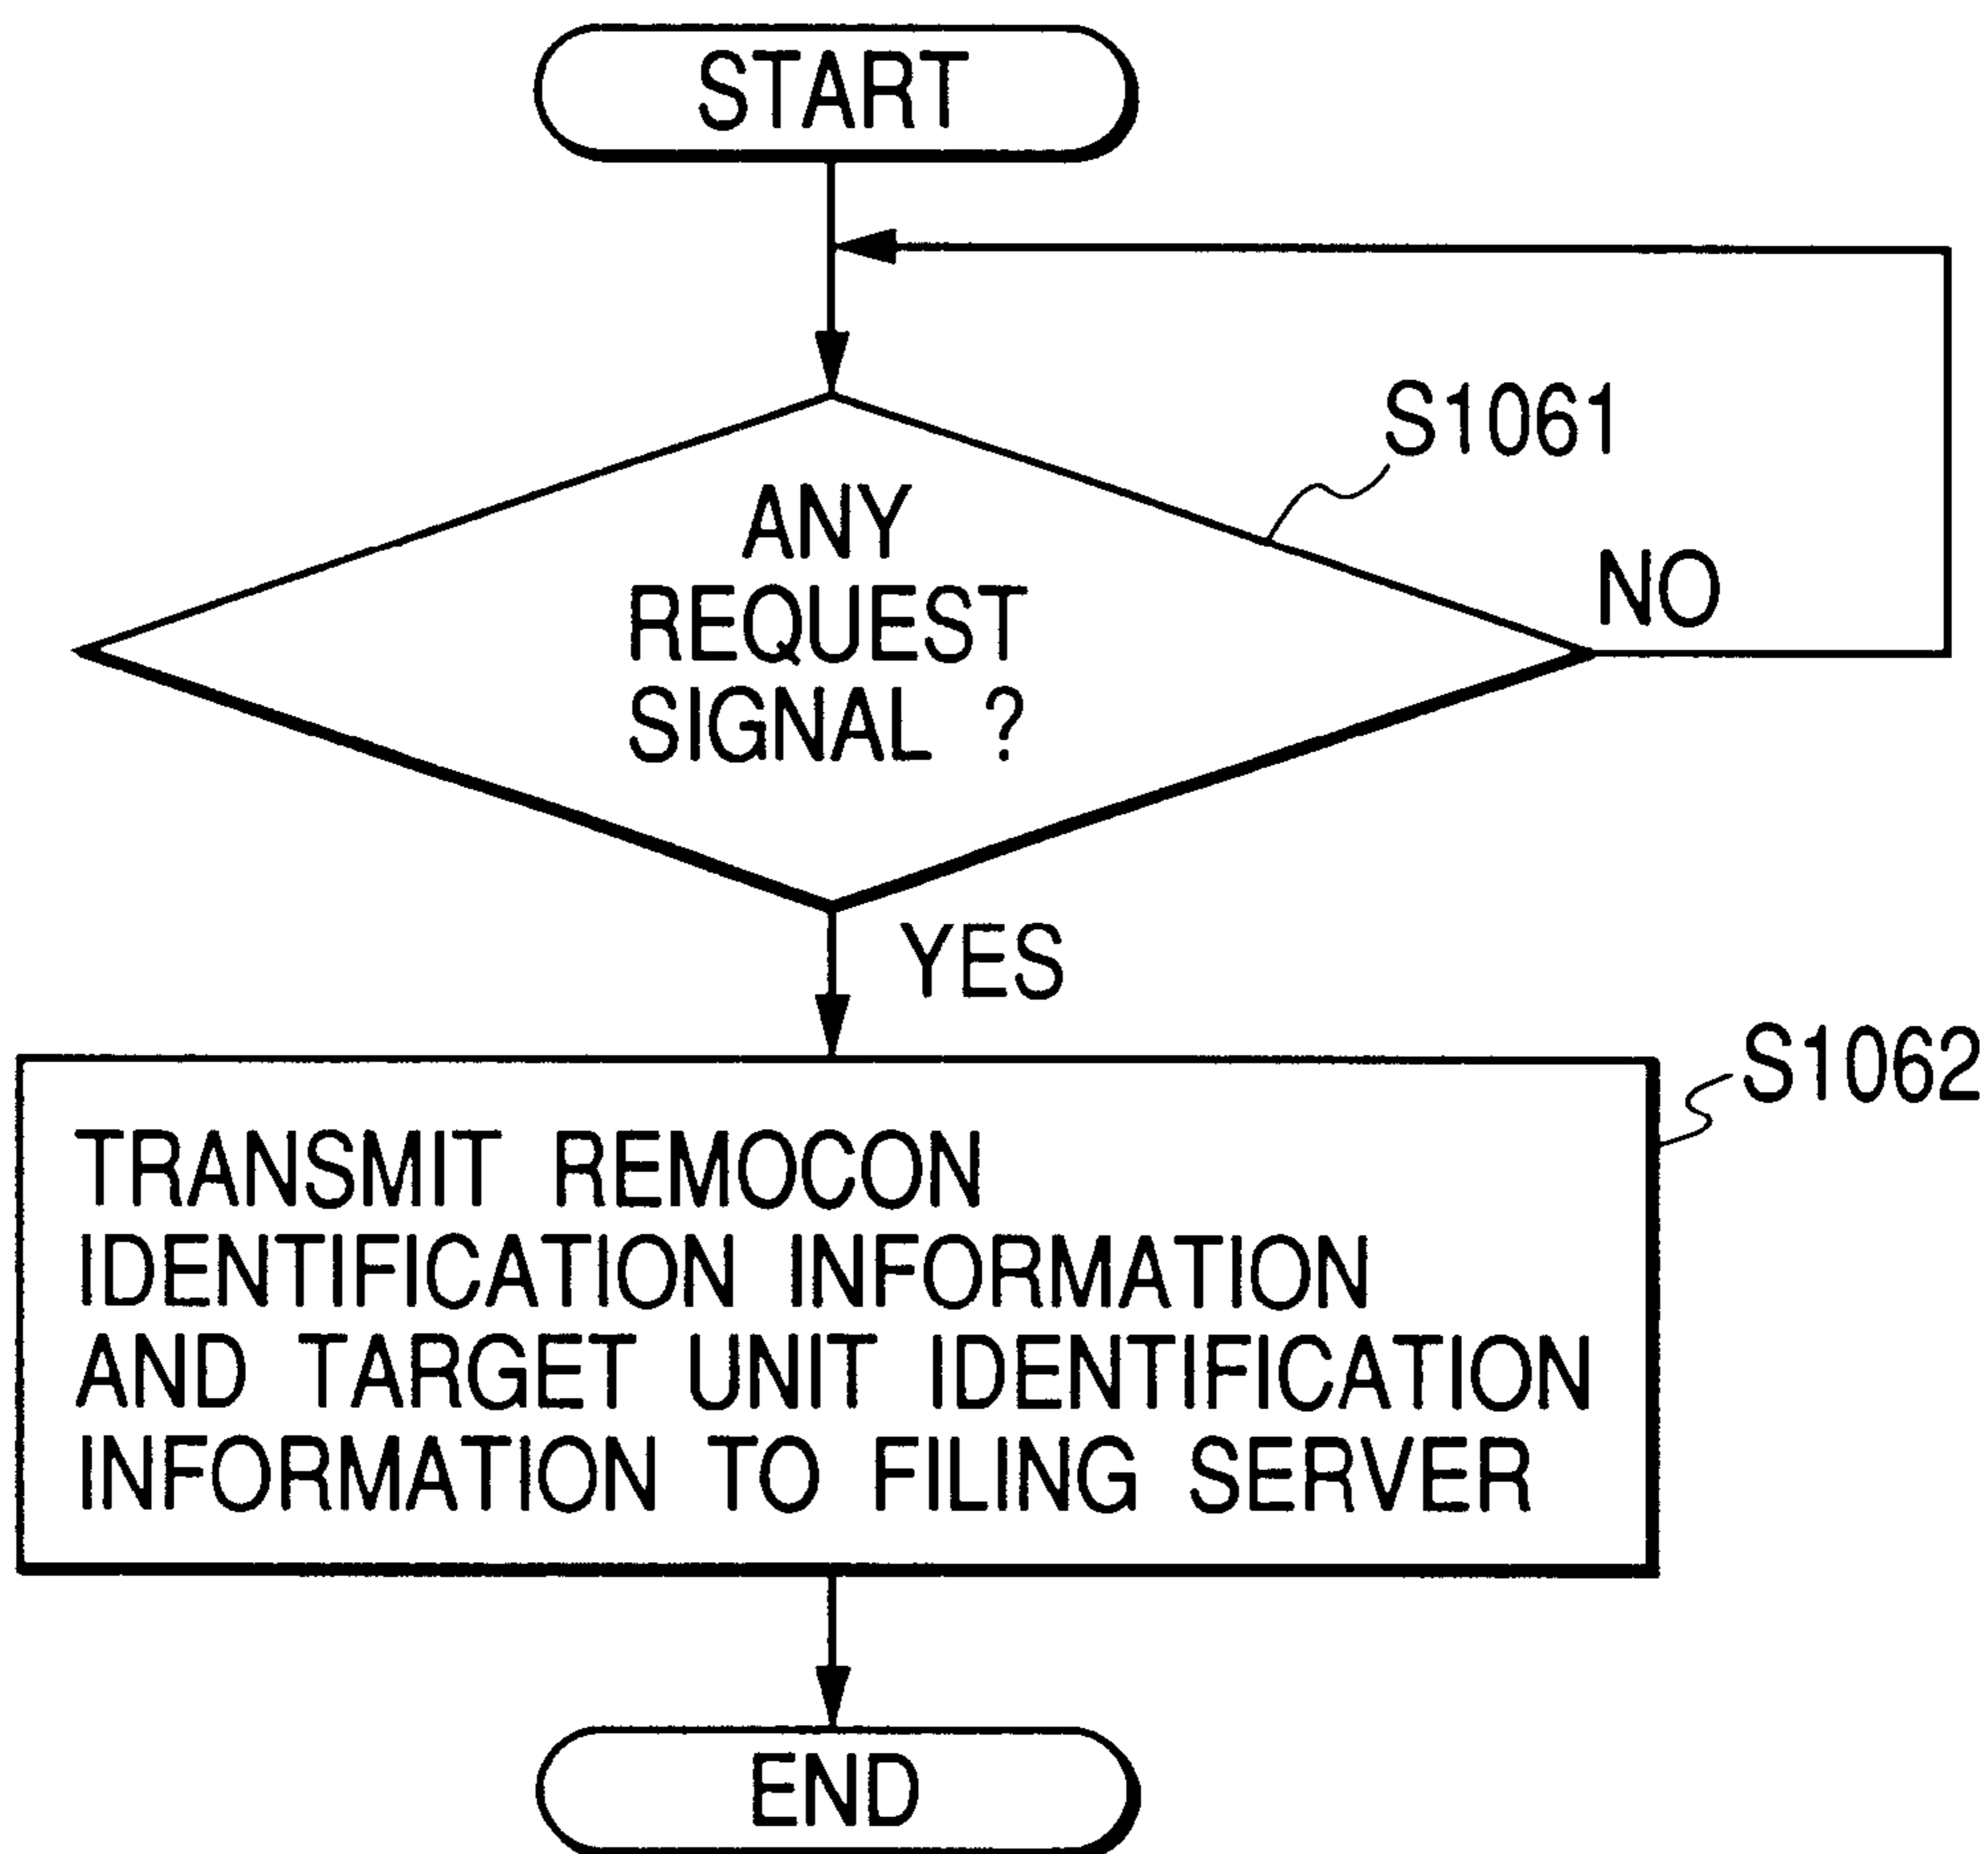 START
S1061
ANY
REQUEST
SIGNAL ?
NO
YES
S1062
TRANSMIT REMOCON
IDENTIFICATION INFORMATION
AND TARGET UNIT IDENTIFICATION
INFORMATION TO FILING SERVER
END